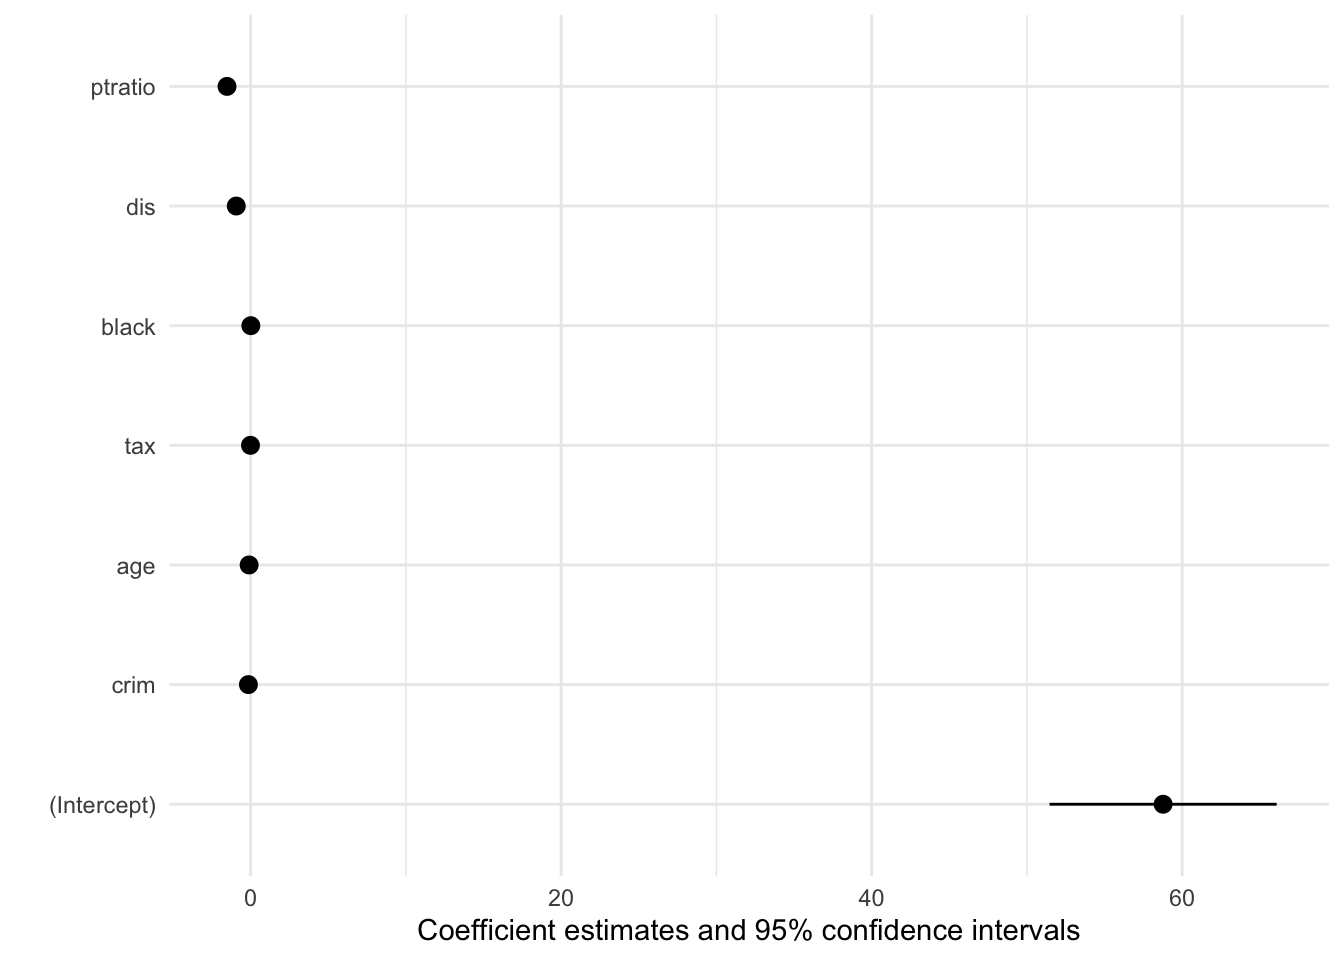 ptratio
dis
black
tax
age
crim
(Intercept)
0 20 40 60
Coefficient estimates and 95% confidence intervals